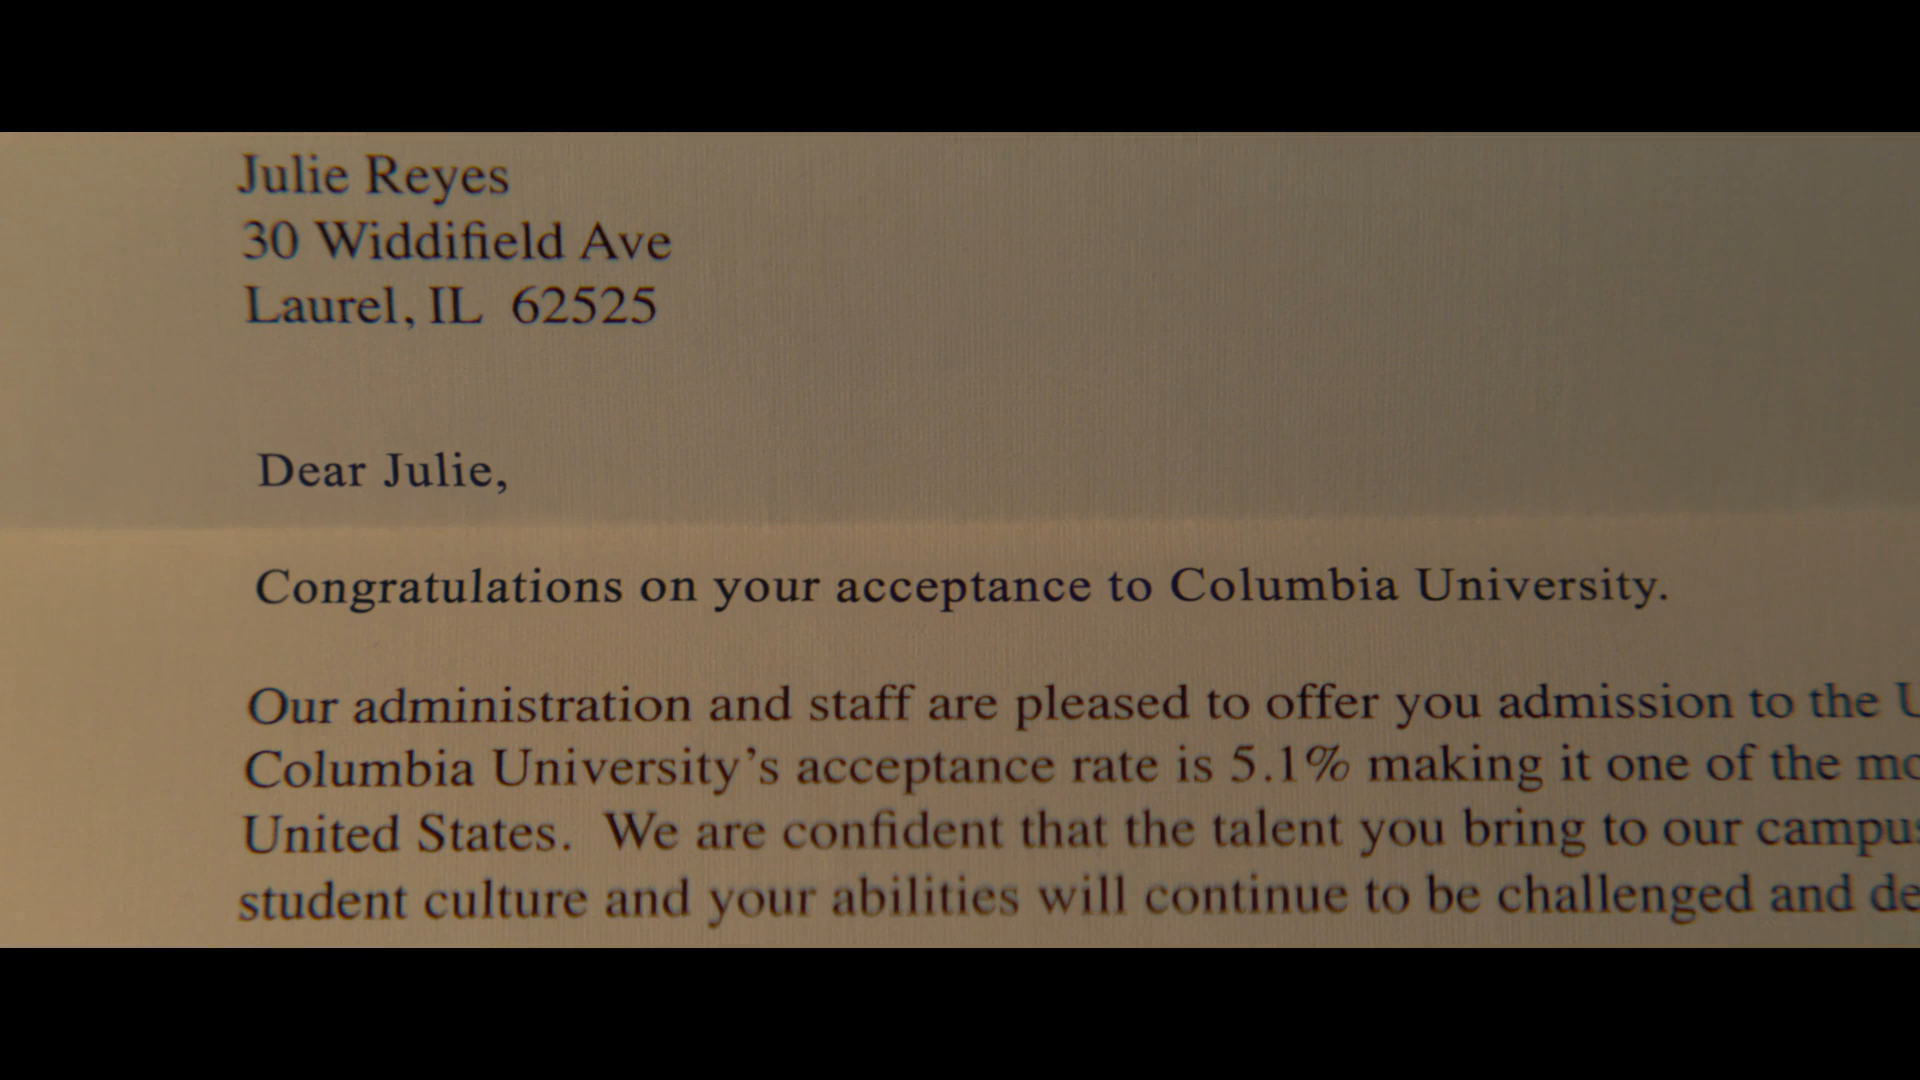 Julie Reyes
30 Widdifield Ave
Laurel, IL  62525
Dear Julie,
Congratulations on your acceptance to Columbia University.
Our administration and staff are pleased to offer you admission to the
Columbia University’s acceptance rate is 5.1% making it one of the
United States.  We are confident that the talent you bring to our campus
student culture and your abilities will continue to be challenged and